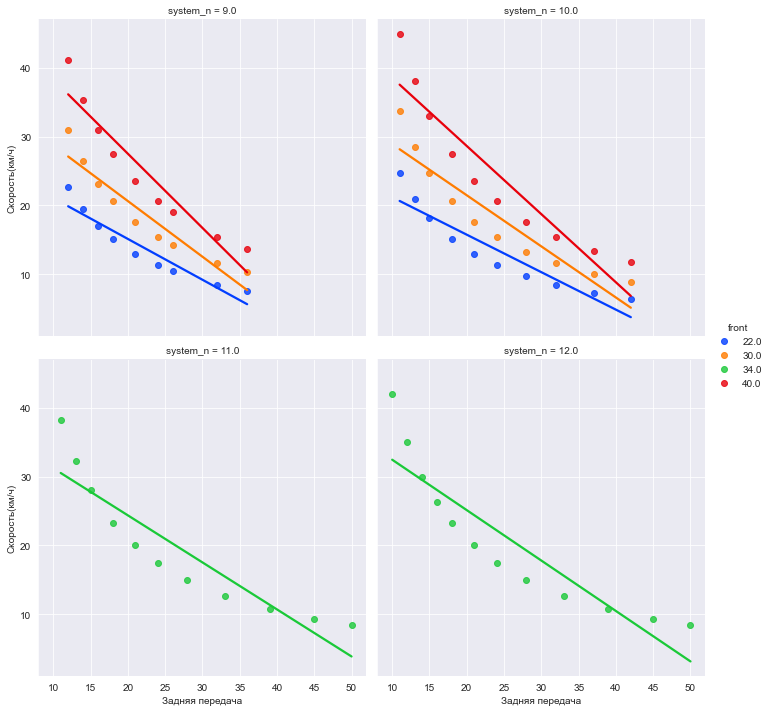 system_n = 9.0
system_n = 10.0
40
30
20
10
Скорость(км/ч)
front
22.0
30.0
34.0
40.0
system_n = 11.0
system_n = 12.0
40
30
20
10
Скорость(км/ч)
10 15 20 25 30 35 40 45 50
10 15 20 25 30 35 40 45 50
Задняя передача
Задняя передача